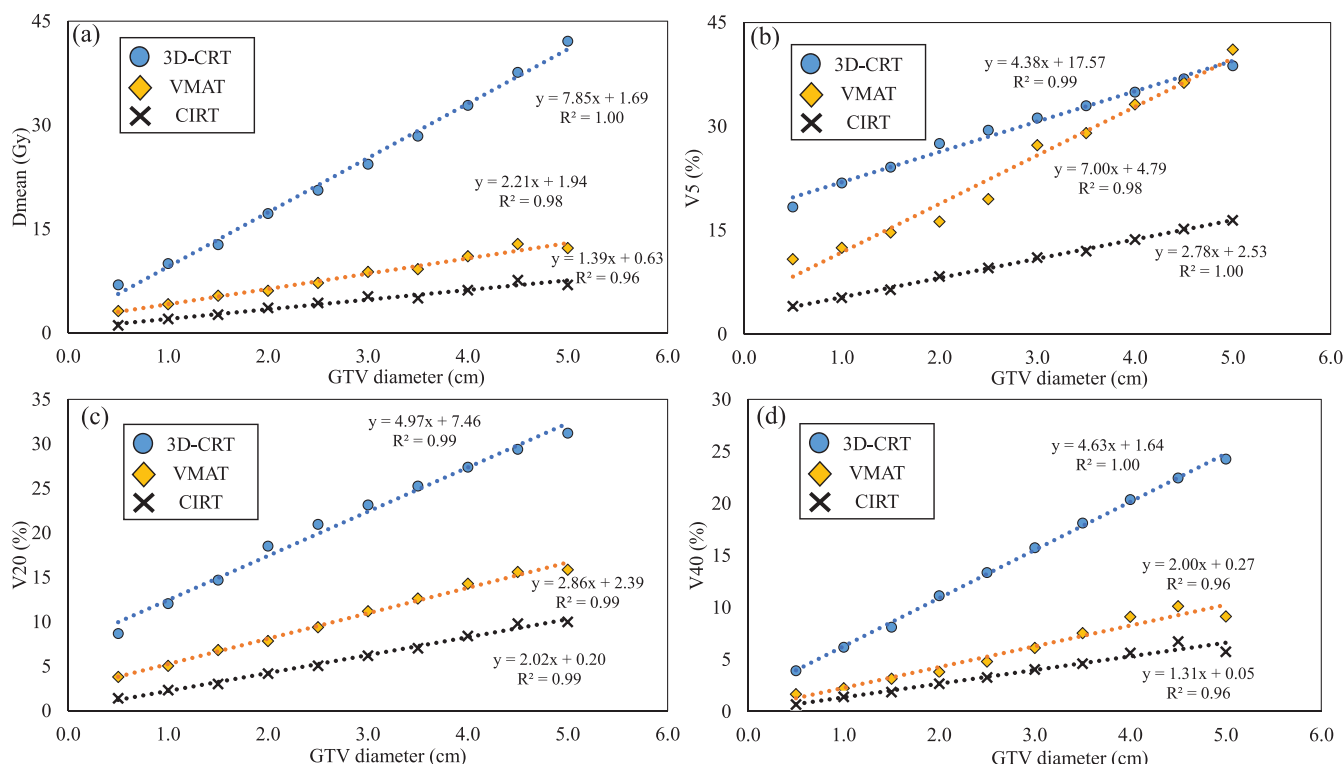 (a)
3D-CRT
VMAT
CIRT
y = 7.85x + 1.69
R² = 1.00
y = 2.21x + 1.94
R² = 0.98
y = 1.39x + 0.63
R² = 0.96
Dmean (Gy)
45
30
15
0
0.0 1.0 2.0 3.0 4.0 5.0 6.0
GTV diameter (cm)
(b)
3D-CRT
VMAT
CIRT
y = 4.38x + 17.57
R² = 0.99
y = 7.00x + 4.79
R² = 0.98
y = 2.78x + 2.53
R² = 1.00
V5 (%)
45
30
15
0
0.0 1.0 2.0 3.0 4.0 5.0 6.0
GTV diameter (cm)
(c)
3D-CRT
VMAT
CIRT
y = 4.97x + 7.46
R² = 0.99
y = 2.86x + 2.39
R² = 0.99
y = 2.02x + 0.20
R² = 0.99
V20 (%)
35
30
25
20
15
10
5
0
0.0 1.0 2.0 3.0 4.0 5.0 6.0
GTV diameter (cm)
(d)
3D-CRT
VMAT
CIRT
y = 4.63x + 1.64
R² = 1.00
y = 2.00x + 0.27
R² = 0.96
y = 1.31x + 0.05
R² = 0.96
V40 (%)
30
25
20
15
10
5
0
0.0 1.0 2.0 3.0 4.0 5.0 6.0
GTV diameter (cm)